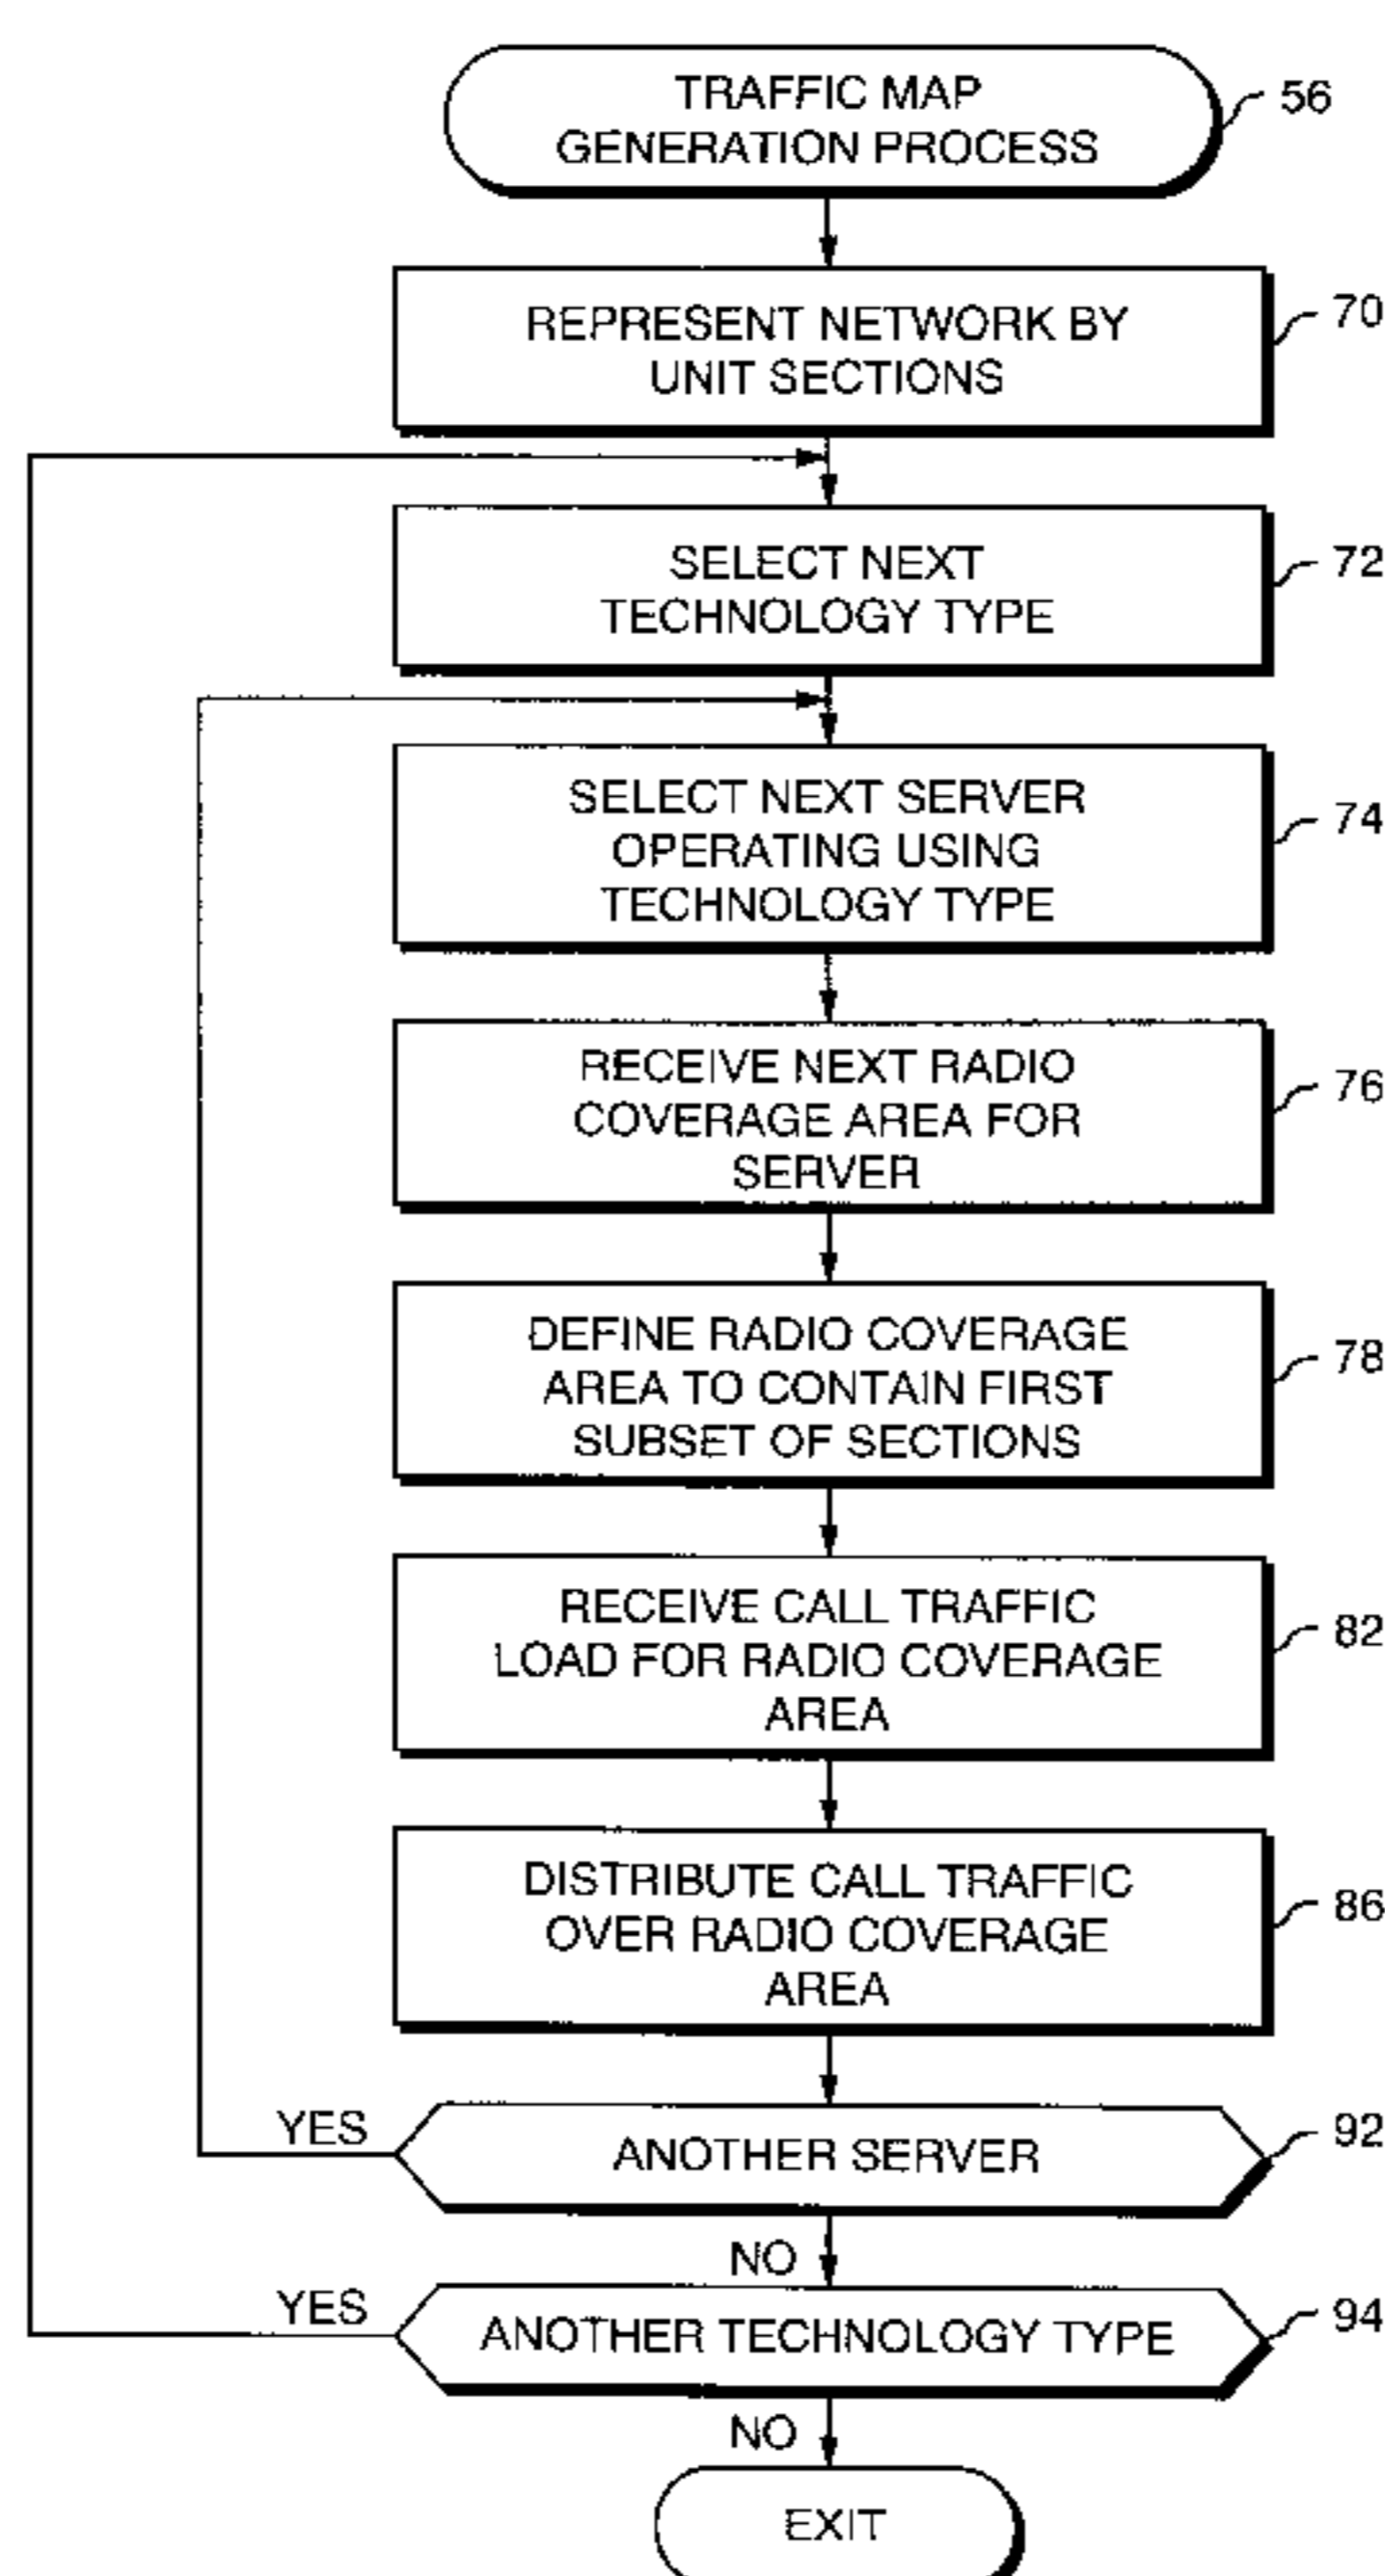 TRAFFIC MAP
GENERATION PROCESS
56
REPRESENT NETWORK BY
UNIT SECTIONS
70
SELECT NEXT
TECHNOLOGY TYPE
72
SELECT NEXT SERVER
OPERATING USING
TECHNOLOGY TYPE
74
RECEIVE NEXT RADIO
COVERAGE AREA FOR
SERVER
76
DEFINE RADIO COVERAGE
AREA TO CONTAIN FIRST
SUBSET OF SECTIONS
78
RECEIVE CALL TRAFFIC
LOAD FOR RADIO COVERAGE
AREA
82
DISTRIBUTE CALL TRAFFIC
OVER RADIO COVERAGE
AREA
86
YES
ANOTHER SERVER
92
NO
YES
ANOTHER TECHNOLOGY TYPE
94
NO
EXIT